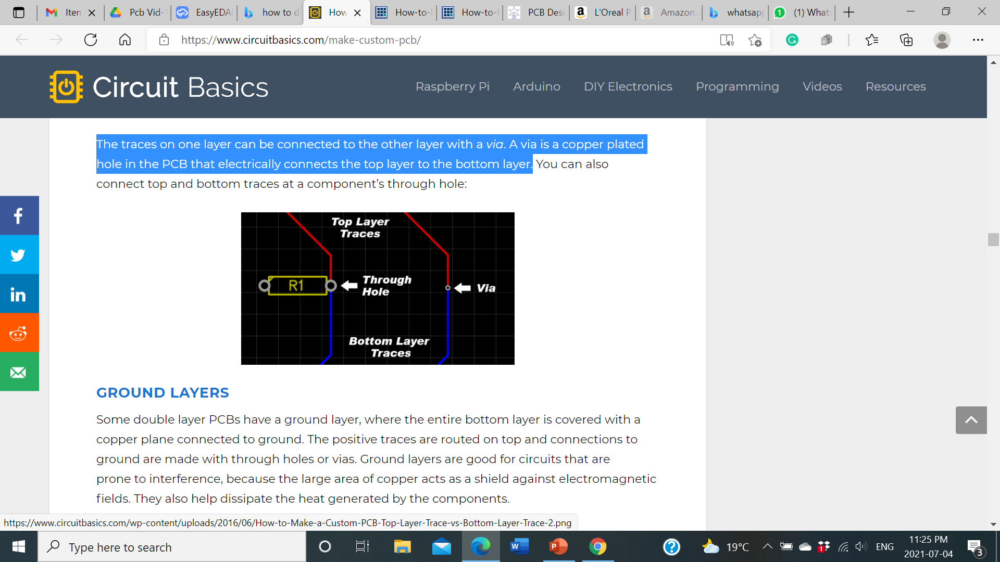 Iten
Pcb Vid-
EasyEDA(
how to d
How
How-to-
How-to-
PCB Desi
L'Oreal P
Amazon.
whatsapp
(1) What
https://www.circuitbasics.com/make-custom-pcb/
Circuit Basics
Raspberry Pi
Arduino
DIY Electronics
Programming
Videos
Resources
The traces on one layer can be connected to the other layer with a via. A via is a copper plated
hole in the PCB that electrically connects the top layer to the bottom layer. You can also
connect top and bottom traces at a component's through hole:
Top Layer
Traces
R1
Through
Hole
Via
Bottom Layer
Traces
GROUND LAYERS
Some double layer PCBs have a ground layer, where the entire bottom layer is covered with a
copper plane connected to ground. The positive traces are routed on top and connections to
ground are made with through holes or vias. Ground layers are good for circuits that are
prone to interference, because the large area of copper acts as a shield against electromagnetic
fields. They also help dissipate the heat generated by the components.
https://www.circuitbasics.com/wp-content/uploads/2016/06/How-to-Make-a-Custom-PCB-Top-Layer-Trace-vs-Bottom-Layer-Trace-2.png
Type here to search
19°C
ENG
11:25 PM
2021-07-04
3